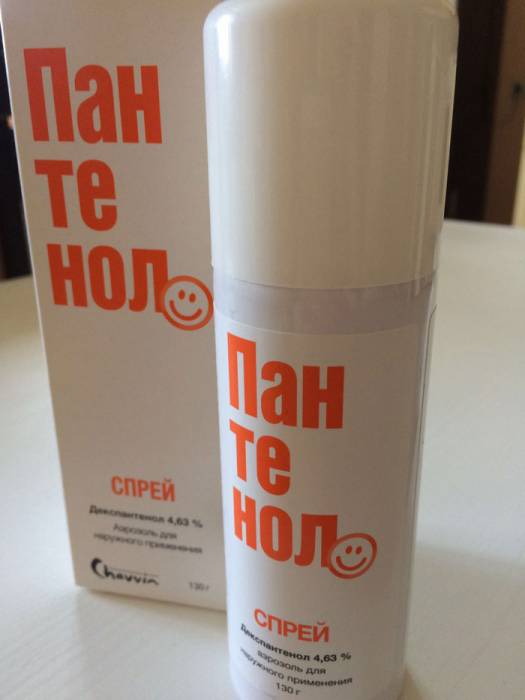 Пан
те
нол
СПРЕЙ
Декспантенол 4,63 %
Аэрозоль для
наружного применения
Chauvin 130 г
Пан
те
нол
СПРЕЙ
Декспантенол 4,63 %
аэрозоль для
наружного применения
130 г